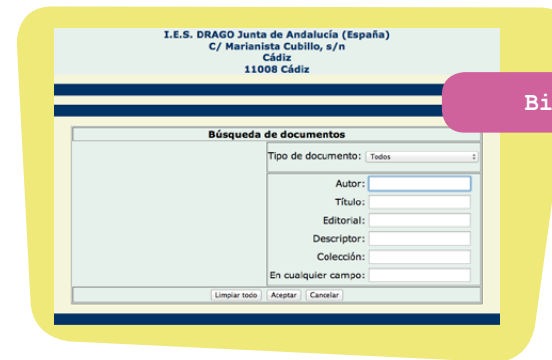 I.E.S. DRAGO Junta de Andalucía (España)
C/ Marianista Cubillo, s/n
Cádiz
11008 Cádiz
Bi
Búsqueda de documentos
Tipo de documento: Todos
Autor:
Título:
Editorial:
Descriptor:
Colección:
En cualquier campo:
Limpiar todo Aceptar Cancelar